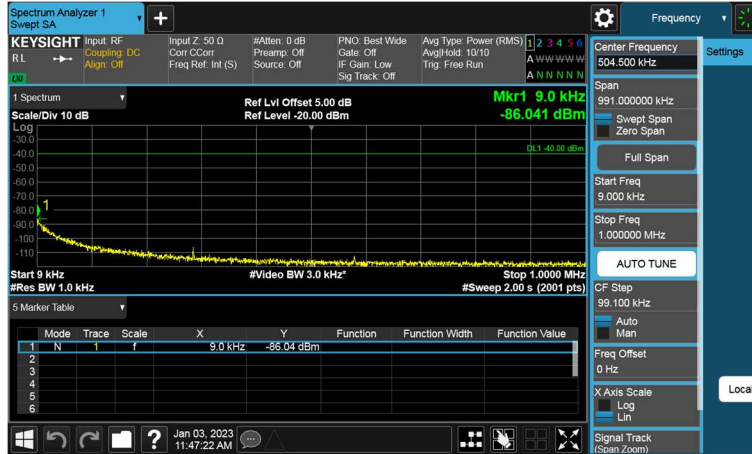 Spectrum Analyzer 1
Swept SA
+
Frequency
KEYSIGHT
RL
LXI
Input: RF
Coupling: DC
Align: Off
Input Z: 50 Ω
Corr CCorr
Freq Ref: Int (S)
#Atten: 0 dB
Preamp: Off
Source: Off
PNO: Best Wide
Gate: Off
IF Gain: Low
Sig Track: Off
Avg Type: Power (RMS)
Avg|Hold: 10/10
Trig: Free Run
1 2 3 4 5 6
A W W W W W
A N N N N N
1 Spectrum
Scale/Div 10 dB
Ref Lvl Offset 5.00 dB
Ref Level -20.00 dBm
Mkr1 9.0 kHz
-86.041 dBm
Log
-30.0
-40.0
-50.0
-60.0
-70.0
-80.0
-90.0
-100
-110
DL1 -40.00 dBm
1
Start 9 kHz
#Res BW 1.0 kHz
#Video BW 3.0 kHz*
Stop 1.0000 MHz
#Sweep 2.00 s (2001 pts)
5 Marker Table
Mode Trace Scale X Y Function Function Width Function Value
1 N 1 f 9.0 kHz -86.04 dBm
2
3
4
5
6
Jan 03, 2023
11:47:22 AM
?
Center Frequency
504.500 kHz
Settings
Span
991.000000 kHz
Swept Span
Zero Span
Full Span
Start Freq
9.000 kHz
Stop Freq
1.000000 MHz
AUTO TUNE
CF Step
99.100 kHz
Auto
Man
Freq Offset
0 Hz
X Axis Scale
Log
Lin
Local
Signal Track
(Span Zoom)